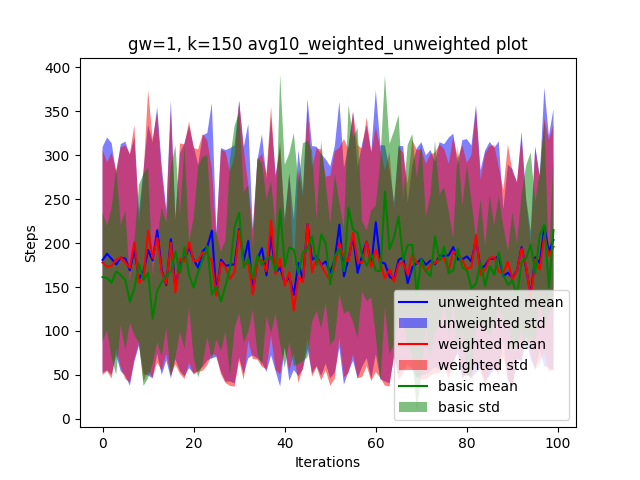 gw=1, k=150 avg10_weighted_unweighted plot
400
350
300
250
200
150
100
50
0
Steps
unweighted mean
unweighted std
weighted mean
weighted std
basic mean
basic std
0 20 40 60 80 100
Iterations